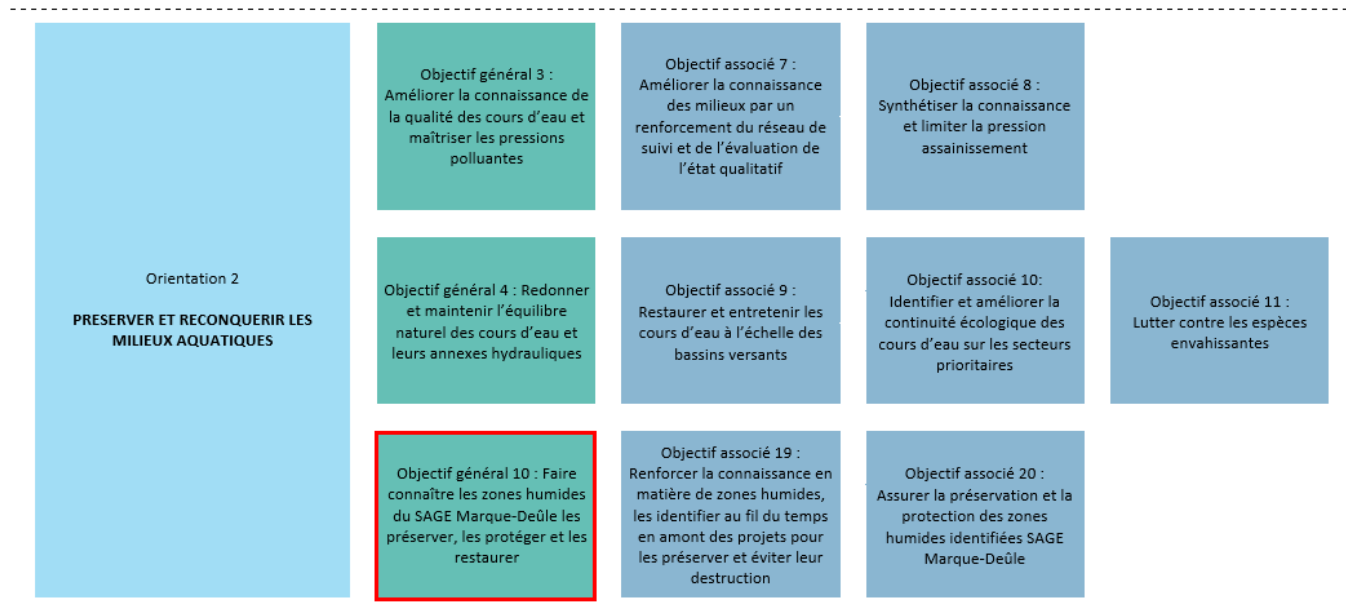 Orientation 2
PRESERVER ET RECONQUERIR LES
MILIEUX AQUATIQUES
Objectif général 3 :
Améliorer la connaissance de
la qualité des cours d'eau et
maîtriser les pressions
polluantes
Objectif associé 7 :
Améliorer la connaissance
des milieux par un
renforcement du réseau de
suivi et de l'évaluation de
l'état qualitatif
Objectif associé 8 :
Synthétiser la connaissance
et limiter la pression
assainissement
Objectif général 4 : Redonner
et maintenir l'équilibre
naturel des cours d'eau et
leurs annexes hydrauliques
Objectif associé 9 :
Restaurer et entretenir les
cours d'eau à l'échelle des
bassins versants
Objectif associé 10:
Identifier et améliorer la
continuité écologique des
cours d'eau sur les secteurs
prioritaires
Objectif associé 11 :
Lutter contre les espèces
envahissantes
Objectif général 10 : Faire
connaître les zones humides
du SAGE Marque-Deûle les
préserver, les protéger et les
restaurer
Objectif associé 19 :
Renforcer la connaissance en
matière de zones humides,
les identifier au fil du temps
en amont des projets pour
les préserver et éviter leur
destruction
Objectif associé 20 :
Assurer la préservation et la
protection des zones
humides identifiées SAGE
Marque-Deûle